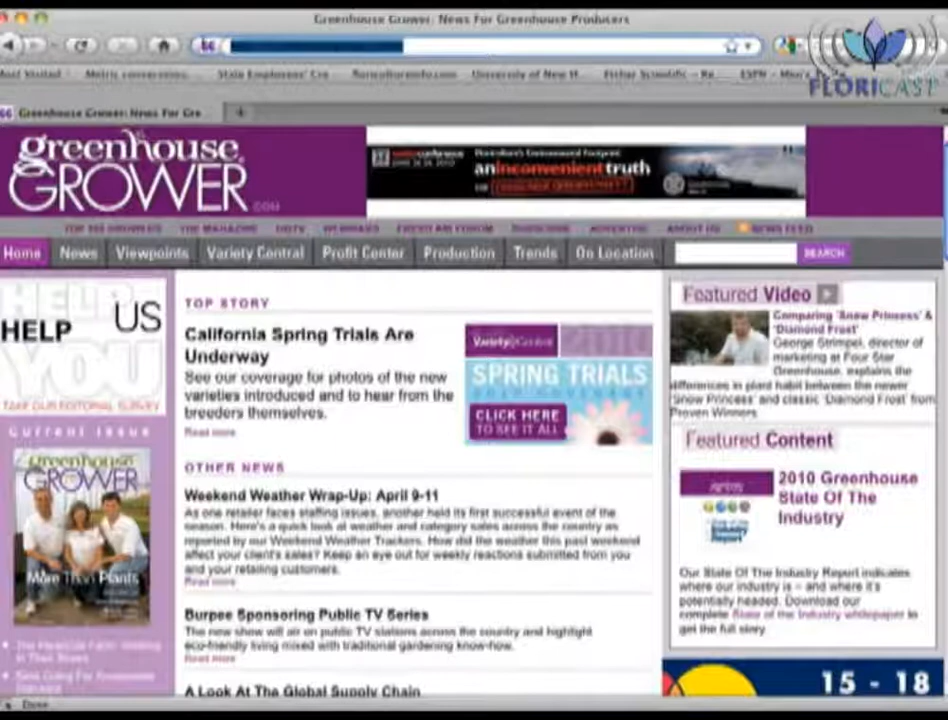 Greenhouse Grower: News For Greenhouse Producers
FLORICAST
Greenhouse Grower: News For Gre
greenhouse
GROWER
.COM
an inconvenient truth
THE MAGAZINE
WEBINARS
SUBSCRIBE
ADVERTISE
ABOUT US
NEWS FEED
Home
News
Viewpoints
Variety Central
Profit Center
Production
Trends
On Location
SEARCH
HELP US
HELP
YOU
TAKE OUR EDITORIAL SURVEY
Current Issue
greenhouse
GROWER
More Than Plants
TOP STORY
California Spring Trials Are
Underway
See our coverage for photos of the new
varieties introduced and to hear from the
breeders themselves.
Read more
Variety Central
SPRING TRIALS
CLICK HERE
TO SEE IT ALL
OTHER NEWS
Weekend Weather Wrap-Up: April 9-11
As one retailer faces staffing issues, another held its first successful event of the
season. Here's a quick look at weather and category sales across the country as
reported by our Weekend Weather Trackers. How did the weather this past weekend
affect your client's sales? Keep an eye out for weekly reactions submitted from you
and your retailing customers.
Read more
Burpee Sponsoring Public TV Series
The new show will air on public TV stations across the country and highlight
eco-friendly living mixed with traditional gardening know-how.
Read more
A Look At The Global Supply Chain
Featured Video
Comparing 'Snow Princess' &
'Diamond Frost'
George Strimpel, director of
marketing at Four Star
Greenhouse, explains the
differences in plant habit between the newer
'Snow Princess' and classic 'Diamond Frost' from
Proven Winners
Featured Content
2010 Greenhouse
State Of The
Industry
Our State Of The Industry Report indicates
where our industry is – and where it's
potentially headed. Download our
complete State of the Industry whitepaper to
get the full story.
15 - 18
Done